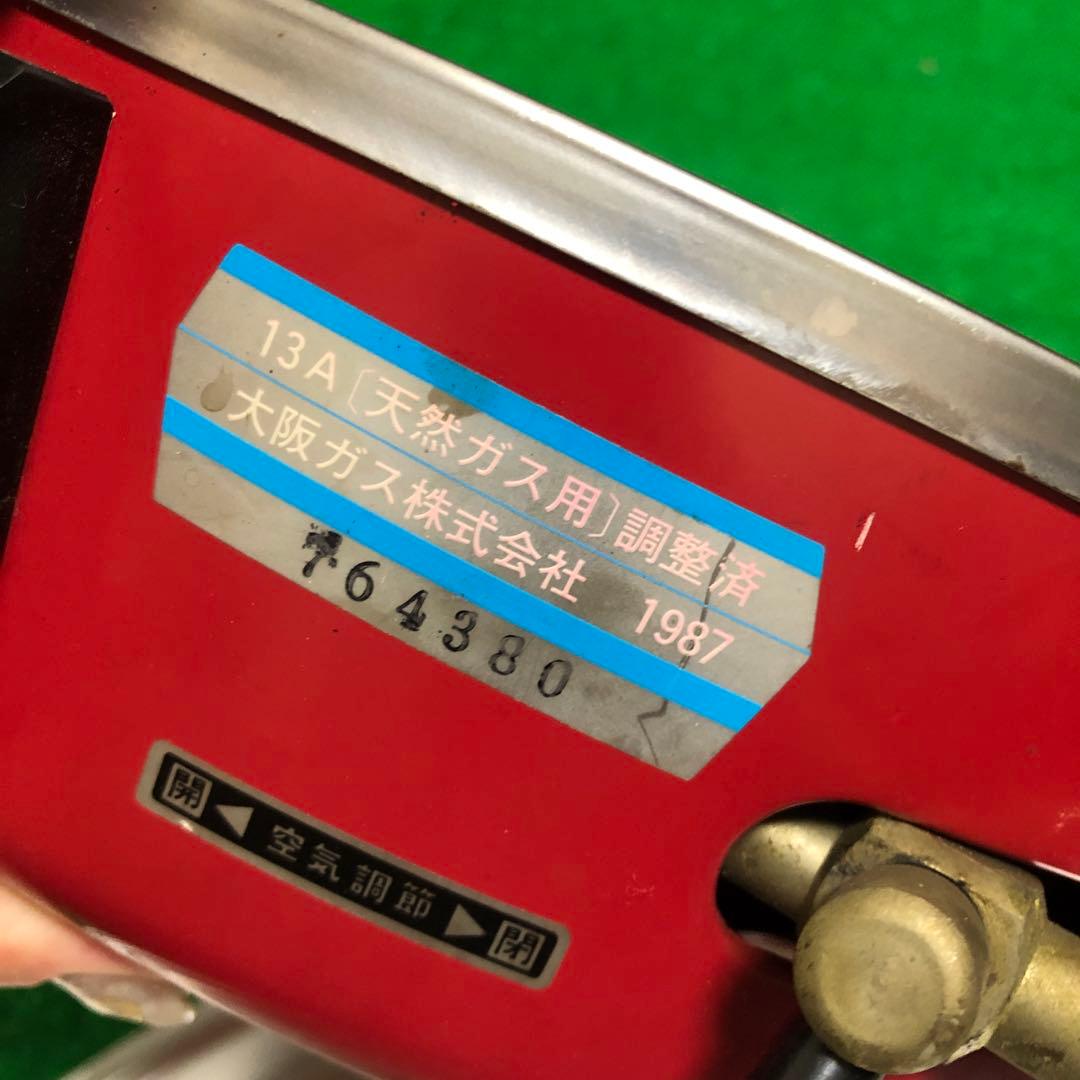 13A〔天然ガス用〕調整済
大阪ガス株式会社 1987
764380
開 ◀ 空気調節 ▶ 閉